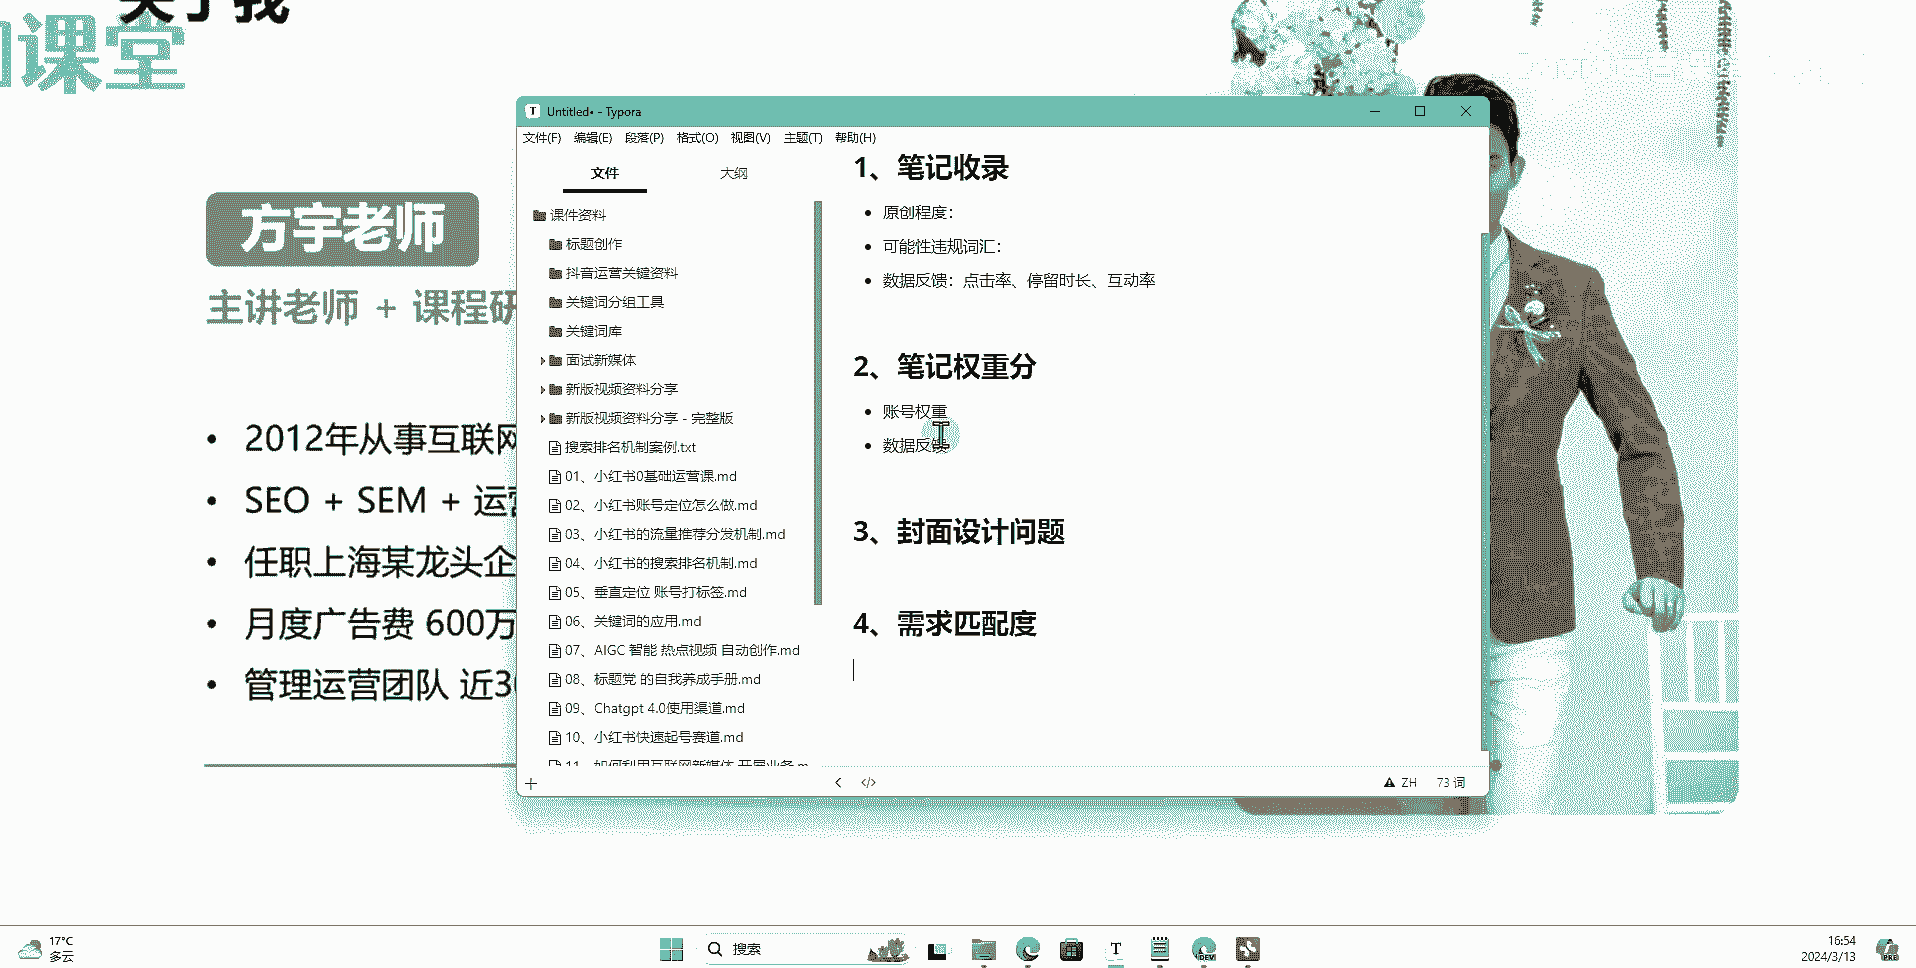 关于我
课堂
方宇老师
主讲老师 + 课程研
2012年从事互联网
SEO + SEM + 运营
任职上海某龙头企
月度广告费 600万
管理运营团队 近30
Untitled• - Typora
文件(F) 编辑(E) 段落(P) 格式(O) 视图(V) 主题(T) 帮助(H)
文件 大纲
课件资料
标题创作
抖音运营关键资料
关键词分组工具
关键词库
面试新媒体
新版视频资料分享
新版视频资料分享 - 完整版
搜索排名机制案例.txt
01、小红书0基础运营课.md
02、小红书账号定位怎么做.md
03、小红书的流量推荐分发机制.md
04、小红书的搜索排名机制.md
05、垂直定位 账号打标签.md
06、关键词的应用.md
07、AIGC 智能 热点视频 自动创作.md
08、标题党 的自我养成手册.md
09、Chatgpt 4.0使用渠道.md
10、小红书快速起号赛道.md
11、如何利用互联网新媒体 开展业务.m
1、笔记收录
原创程度：
可能性违规词汇：
数据反馈：点击率、停留时长、互动率
2、笔记权重分
账号权重
数据反馈
3、封面设计问题
4、需求匹配度
ZH 73 词
17°C
多云
搜索
16:54
2024/3/13